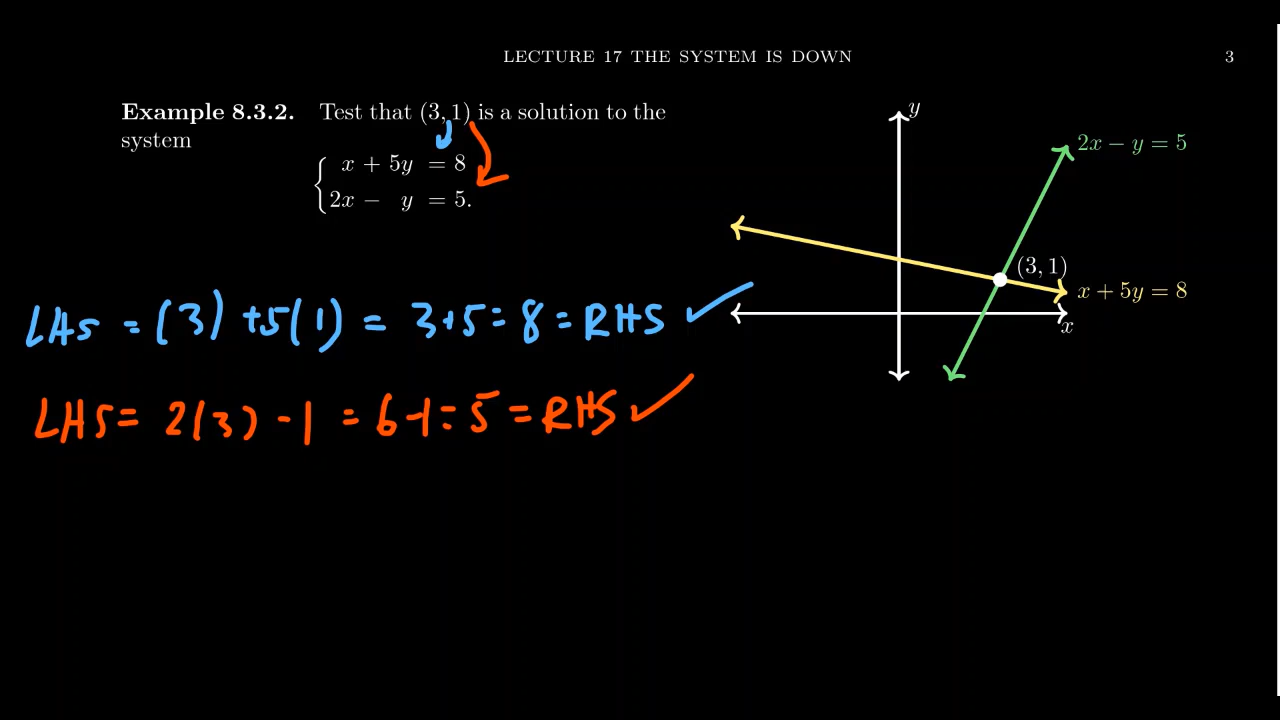 LECTURE 17 THE SYSTEM IS DOWN 3
Example 8.3.2. Test that (3, 1) is a solution to the
system
x + 5y = 8
2x − y = 5.
y
2x − y = 5
(3, 1)
x + 5y = 8
x
LHS = (3) + 5(1) = 3+5 = 8 = RHS ✓
LHS = 2(3) - 1 = 6-1 = 5 = RHS ✓